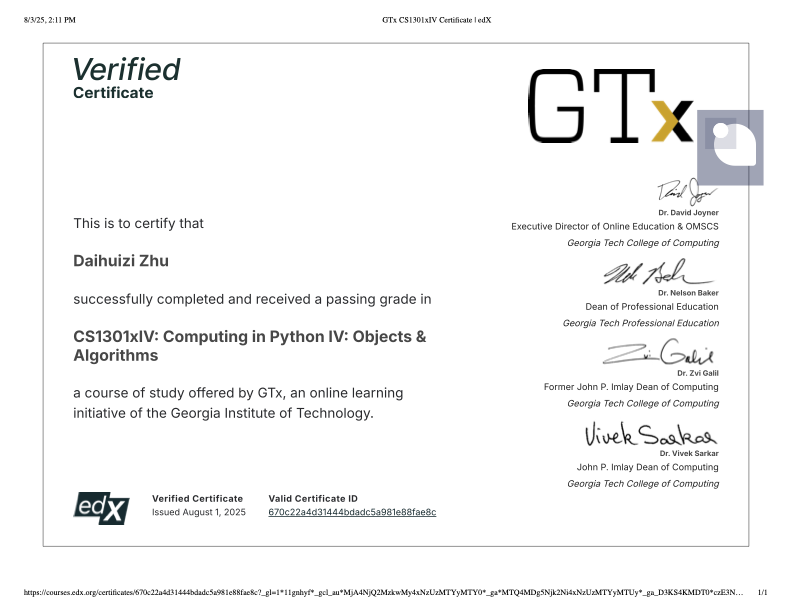 8/3/25, 2:11 PM
GTx CS1301xIV Certificate | edX
Verified
Certificate
GTx
This is to certify that
Daihuizi Zhu
successfully completed and received a passing grade in
CS1301xIV: Computing in Python IV: Objects &
Algorithms
a course of study offered by GTx, an online learning
initiative of the Georgia Institute of Technology.
Dr. David Joyner
Executive Director of Online Education & OMSCS
Georgia Tech College of Computing
Dr. Nelson Baker
Dean of Professional Education
Georgia Tech Professional Education
Zvi Galil
Dr. Zvi Galil
Former John P. Imlay Dean of Computing
Georgia Tech College of Computing
Vivek Sarkar
Dr. Vivek Sarkar
John P. Imlay Dean of Computing
Georgia Tech College of Computing
edX
Verified Certificate
Issued August 1, 2025
Valid Certificate ID
670c22a4d31444bdadc5a981e88fae8c
https://courses.edx.org/certificates/670c22a4d31444bdadc5a981e88fae8c?_gl=1*11gnhyf*_gcl_au*MjA4NjQ2MzkwMy4xNzUzMTYyMTY0*_ga*MTQ4MDg5Njk2Ni4xNzUzMTYyMTUy*_ga_D3KS4KMDT0*czE3N…
1/1